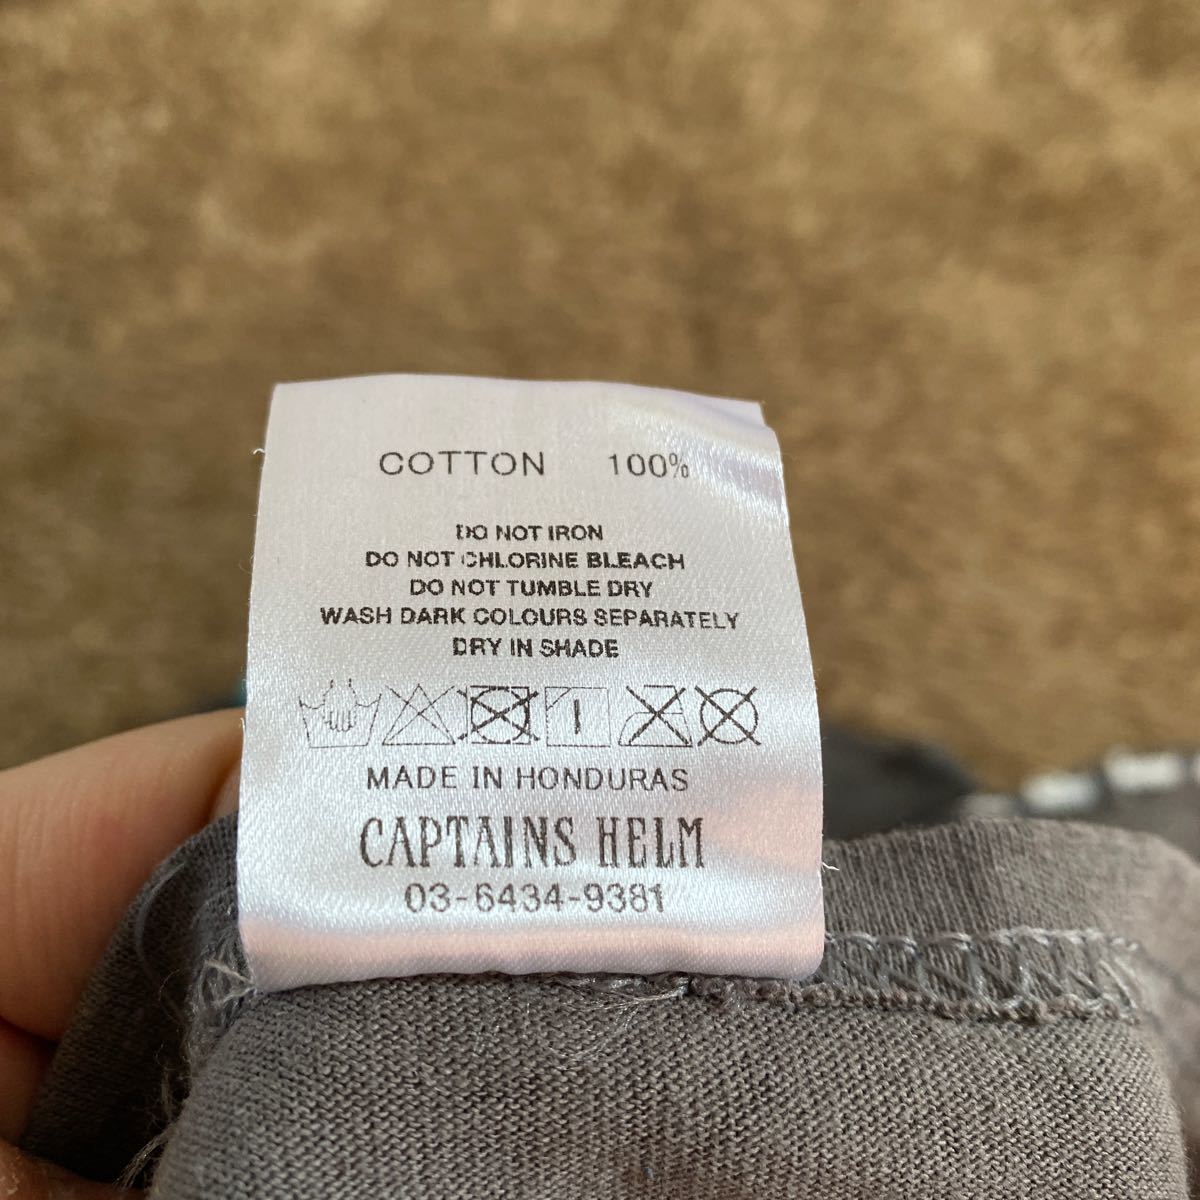 COTTON 100%
DO NOT IRON
DO NOT CHLORINE BLEACH
DO NOT TUMBLE DRY
WASH DARK COLOURS SEPARATELY
DRY IN SHADE
MADE IN HONDURAS
CAPTAINS HELM
03-6434-9381